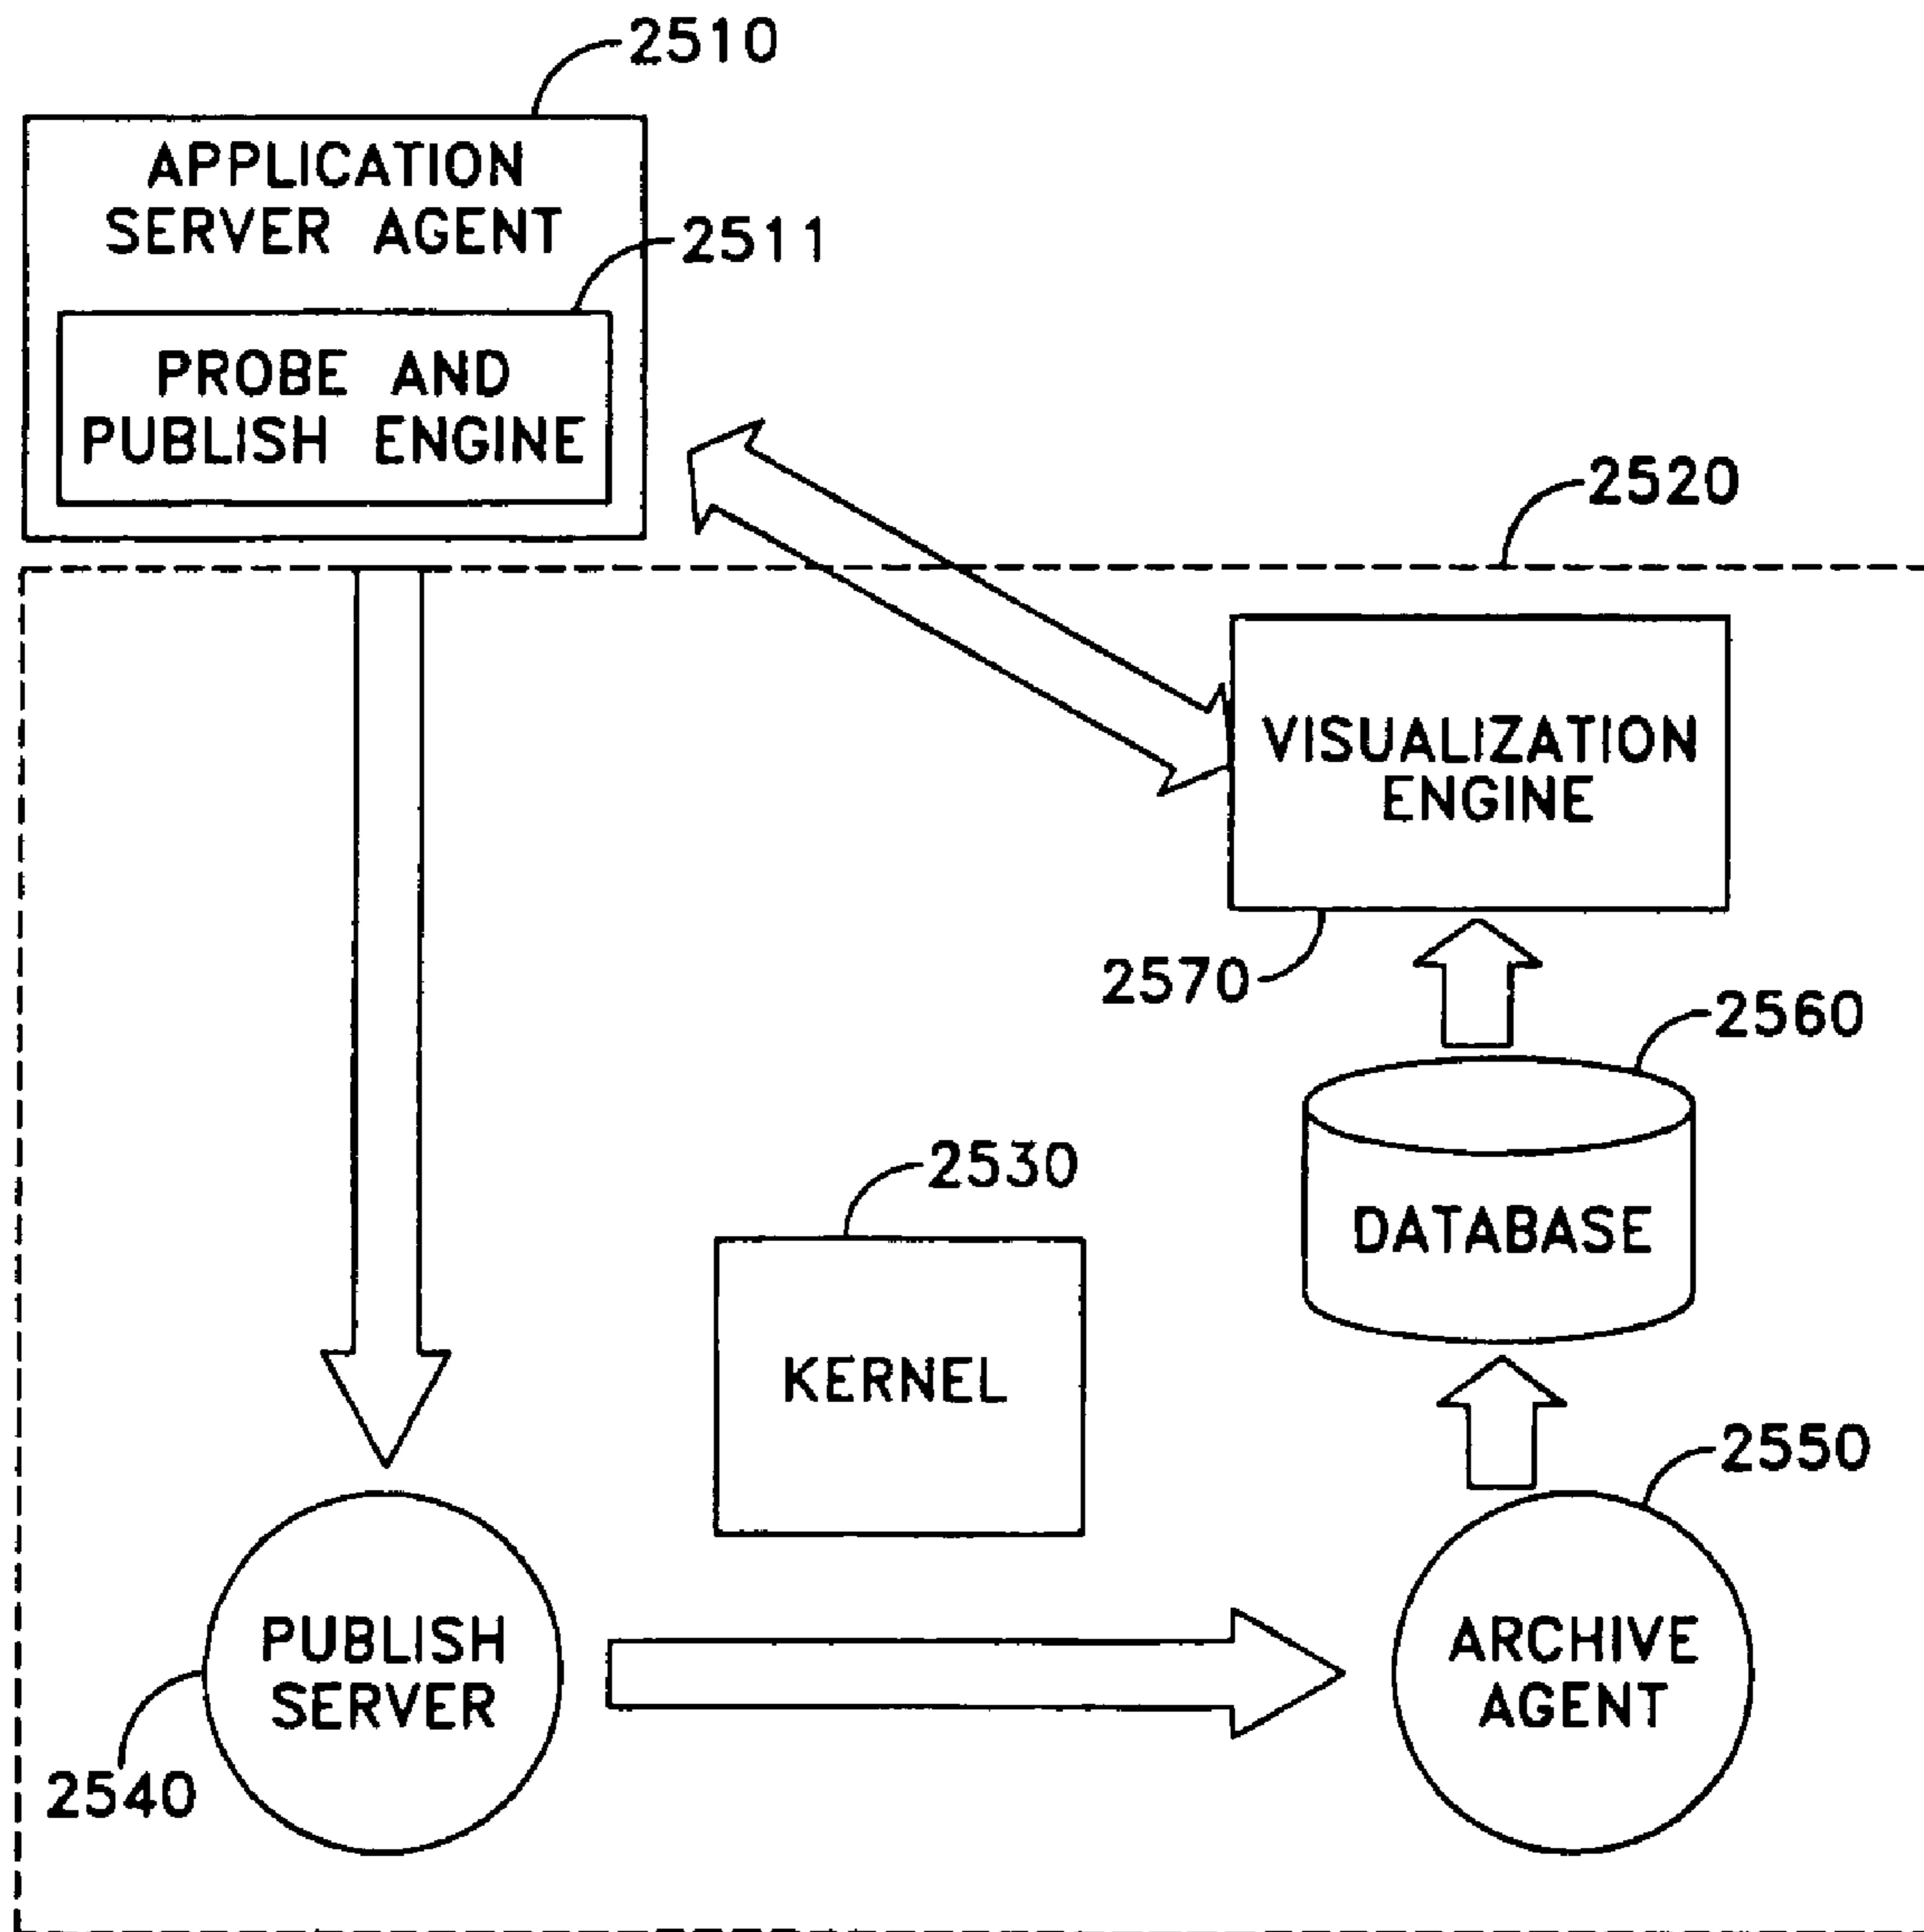 2510
APPLICATION
SERVER AGENT
2511
PROBE AND
PUBLISH ENGINE
2520
VISUALIZATION
ENGINE
2570
2560
DATABASE
2530
KERNEL
2550
PUBLISH
SERVER
2540
ARCHIVE
AGENT